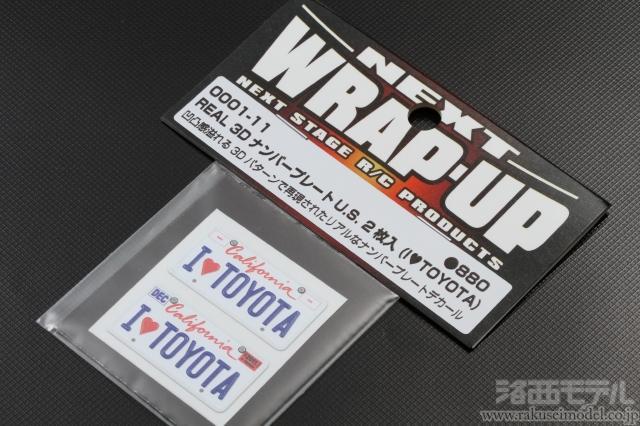 NEXT
WRAP-UP
NEXT STAGE R/C PRODUCTS
0001-11
●880
REAL 3D ナンバープレートU.S. 2枚入 (I♥TOYOTA)
凹凸感溢れる3Dパターンで再現されたリアルなナンバープレートデカール
California
I♥TOYOTA
DEC
California
I♥TOYOTA
洛西モデル
www.rakuseimodel.co.jp